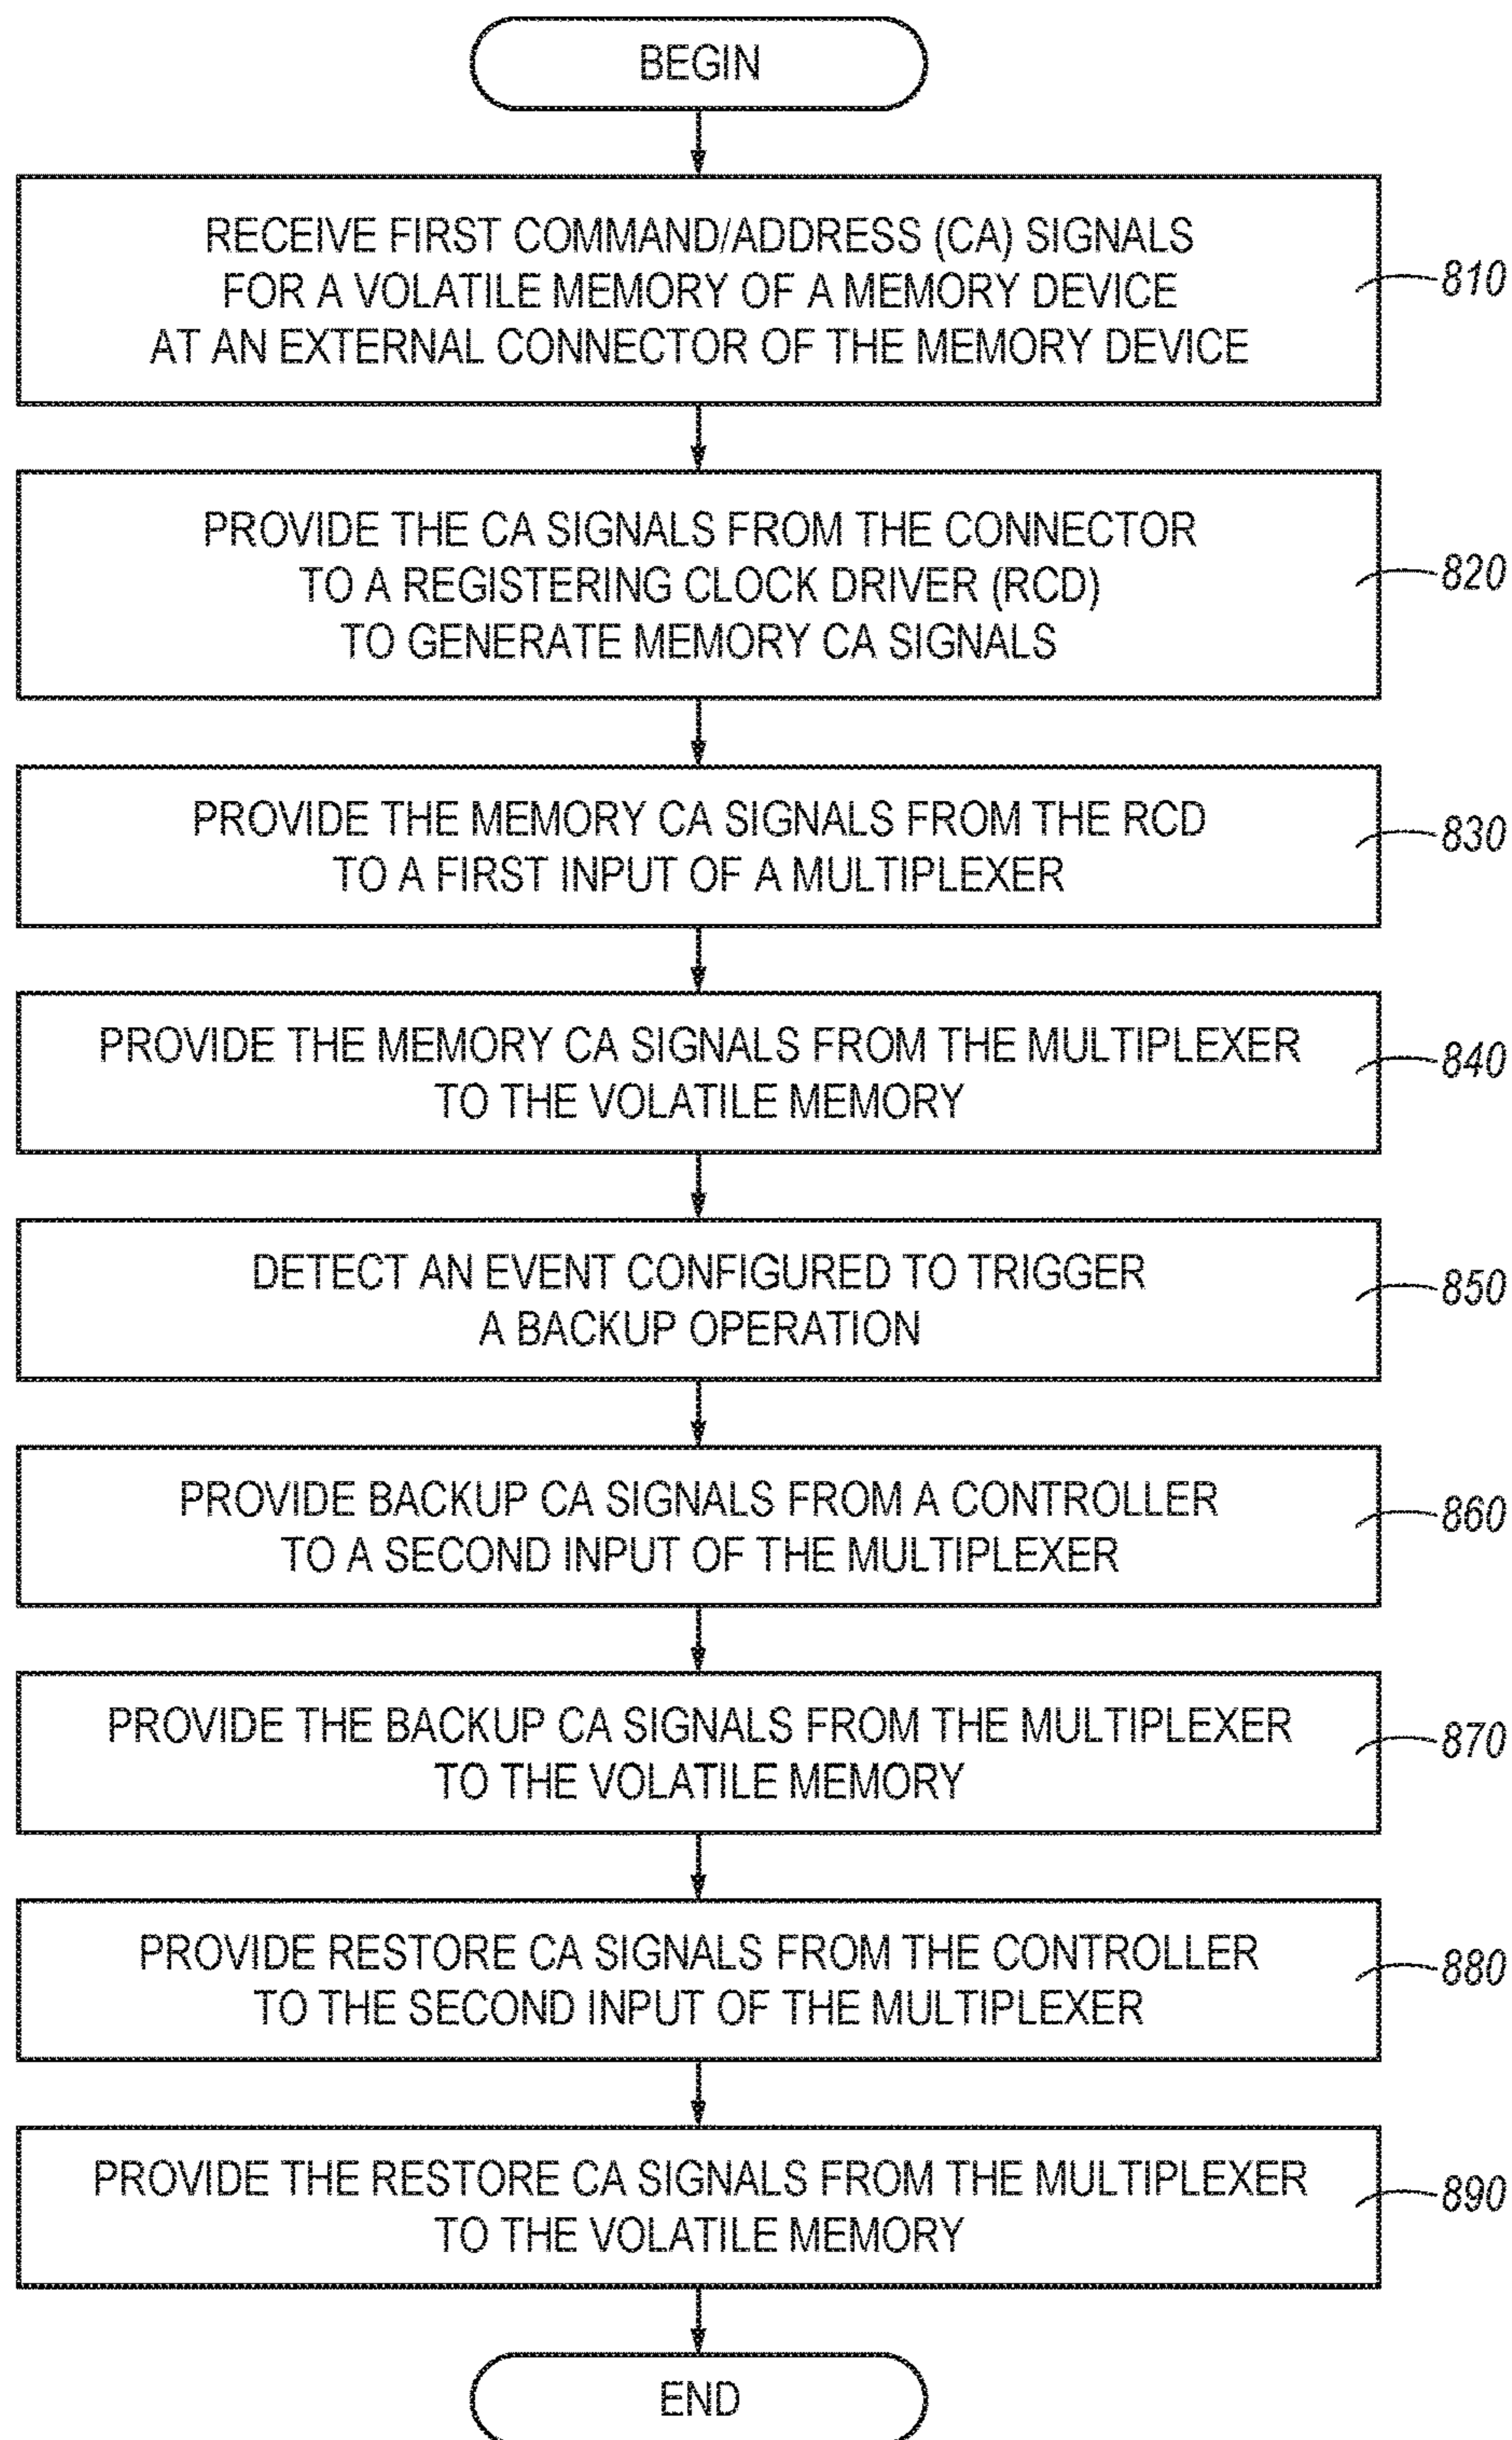 BEGIN
RECEIVE FIRST COMMAND/ADDRESS (CA) SIGNALS
FOR A VOLATILE MEMORY OF A MEMORY DEVICE
AT AN EXTERNAL CONNECTOR OF THE MEMORY DEVICE
810
PROVIDE THE CA SIGNALS FROM THE CONNECTOR
TO A REGISTERING CLOCK DRIVER (RCD)
TO GENERATE MEMORY CA SIGNALS
820
PROVIDE THE MEMORY CA SIGNALS FROM THE RCD
TO A FIRST INPUT OF A MULTIPLEXER
830
PROVIDE THE MEMORY CA SIGNALS FROM THE MULTIPLEXER
TO THE VOLATILE MEMORY
840
DETECT AN EVENT CONFIGURED TO TRIGGER
A BACKUP OPERATION
850
PROVIDE BACKUP CA SIGNALS FROM A CONTROLLER
TO A SECOND INPUT OF THE MULTIPLEXER
860
PROVIDE THE BACKUP CA SIGNALS FROM THE MULTIPLEXER
TO THE VOLATILE MEMORY
870
PROVIDE RESTORE CA SIGNALS FROM THE CONTROLLER
TO THE SECOND INPUT OF THE MULTIPLEXER
880
PROVIDE THE RESTORE CA SIGNALS FROM THE MULTIPLEXER
TO THE VOLATILE MEMORY
890
END